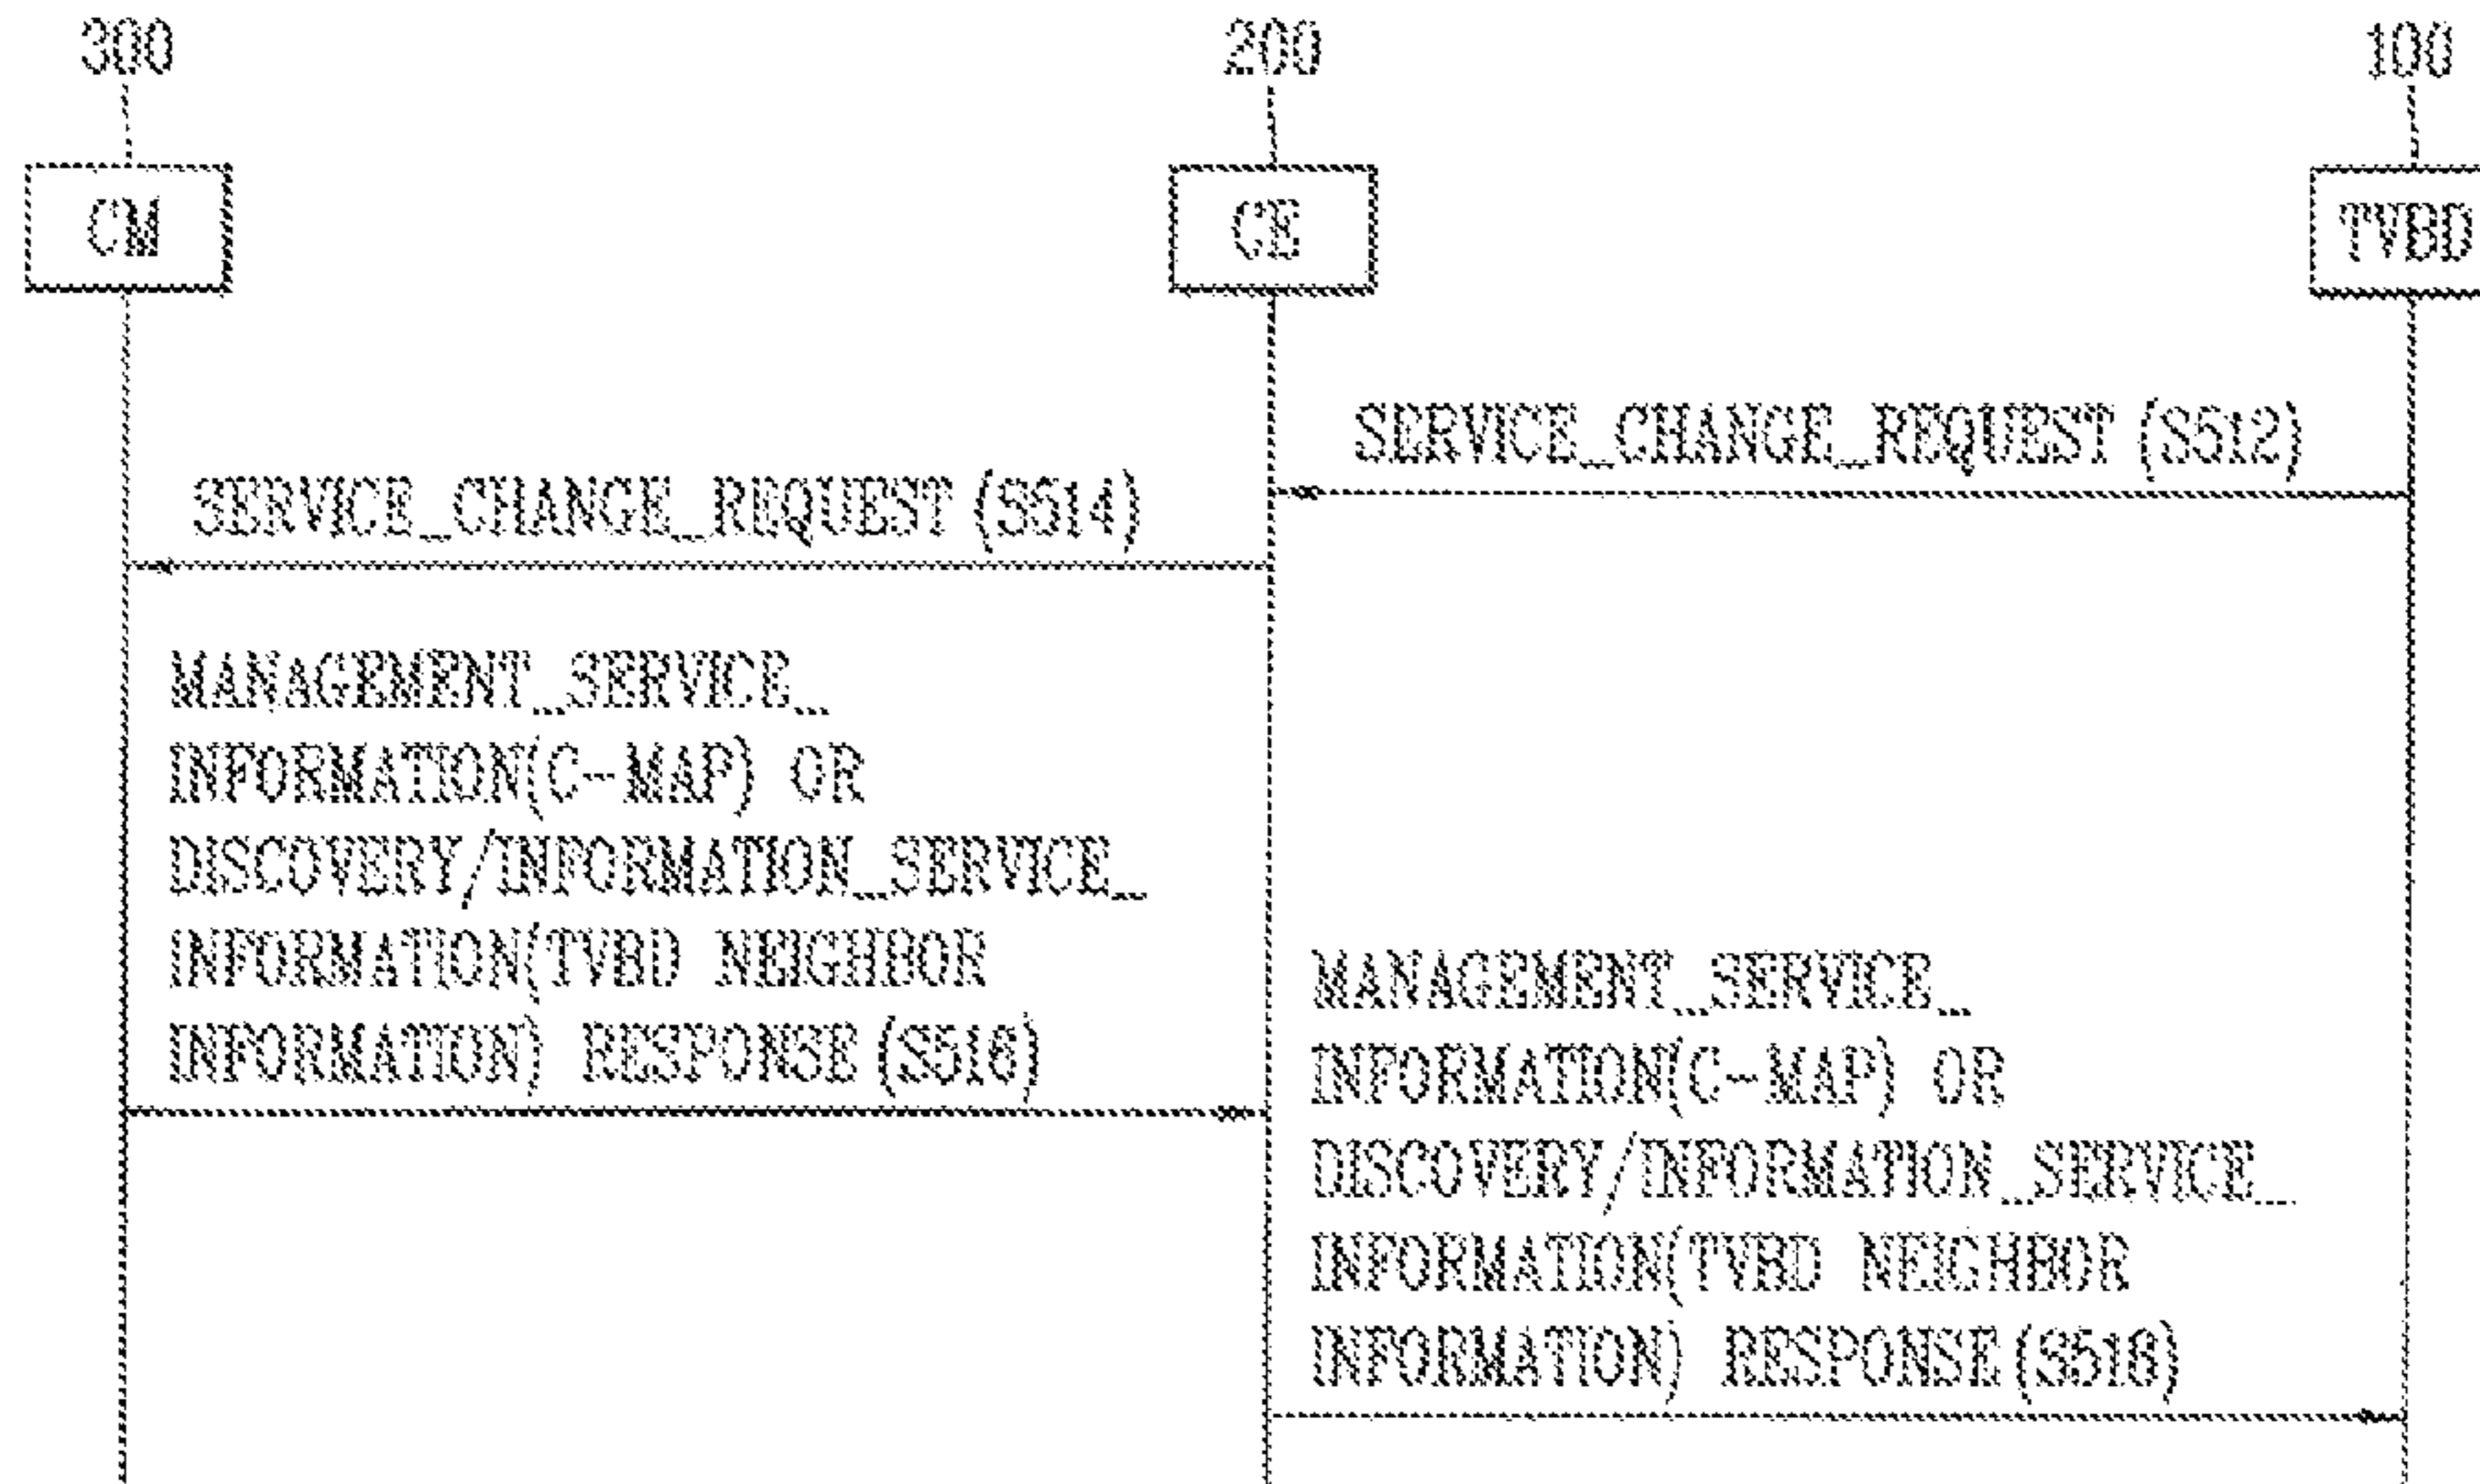 300
200
100
CM
CE
TVBD
SERVICE_CHANGE_REQUEST (S512)
SERVICE_CHANGE_REQUEST (S514)
MANAGEMENT_SERVICE_
INFORMATION(C-MAP) OR
DISCOVERY/INFORMATION_SERVICE_
INFORMATION(TVBD NEIGHBOR
INFORMATION) RESPONSE (S516)
MANAGEMENT_SERVICE_
INFORMATION(C-MAP) OR
DISCOVERY/INFORMATION_SERVICE_
INFORMATION(TVBD NEIGHBOR
INFORMATION) RESPONSE (S518)